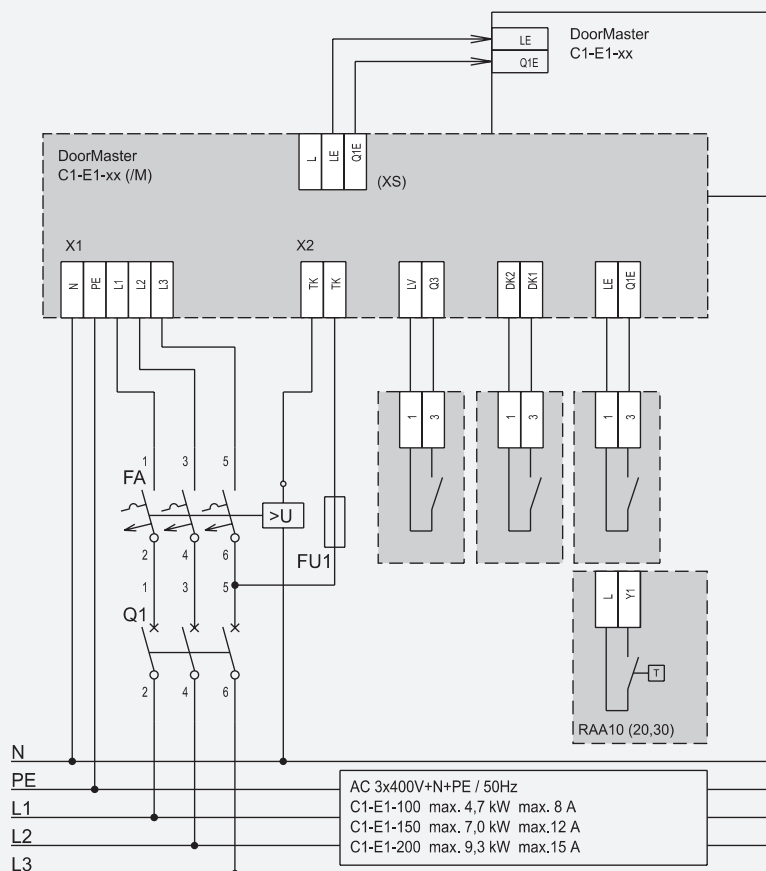 DoorMaster
C1-E1-xx
LE
Q1E
DoorMaster
C1-E1-xx (/M)
L
LE
Q1E
(XS)
X1
X2
N
PE
L1
L2
L3
TK
TK
LV
Q3
DK2
DK1
LE
Q1E
1
3
1
3
1
3
1
3
5
FA
>U
FU1
2
4
6
1
3
5
Q1
2
4
6
L
Y1
T
RAA10 (20,30)
N
PE
L1
L2
L3
AC 3x400V+N+PE / 50Hz
C1-E1-100 max. 4,7 kW max. 8 A
C1-E1-150 max. 7,0 kW max.12 A
C1-E1-200 max. 9,3 kW max.15 A